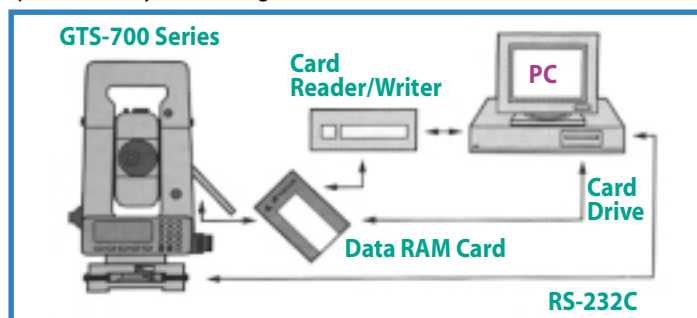 GTS-700 Series
Card
Reader/Writer
PC
Card
Drive
Data RAM Card
RS-232C